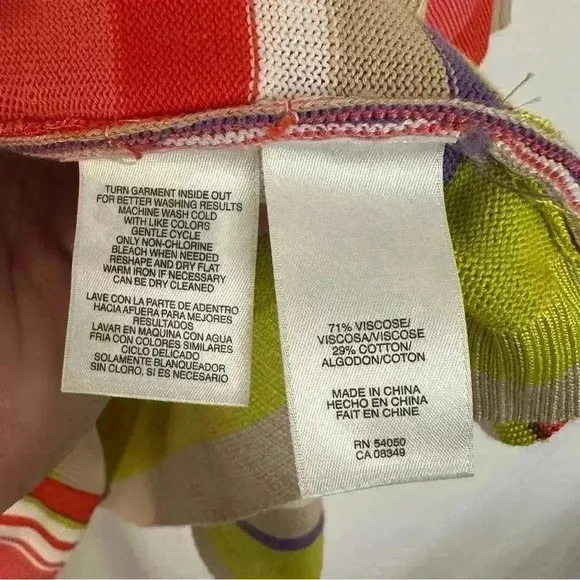 TURN GARMENT INSIDE OUT
FOR BETTER WASHING RESULTS
MACHINE WASH COLD
WITH LIKE COLORS
GENTLE CYCLE
ONLY NON-CHLORINE
BLEACH WHEN NEEDED
RESHAPE AND DRY FLAT
WARM IRON IF NECESSARY
CAN BE DRY CLEANED
LAVE CON LA PARTE DE ADENTRO
HACIA AFUERA PARA MEJORES
RESULTADOS
LAVAR EN MAQUINA CON AGUA
FRIA CON COLORES SIMILARES
CICLO DELICADO
SOLAMENTE BLANQUEADOR
SIN CLORO, SI ES NECESARIO
71% VISCOSE/
VISCOSA/VISCOSE
29% COTTON/
ALGODON/COTON
MADE IN CHINA
HECHO EN CHINA
FAIT EN CHINE
RN 54050
CA 08349